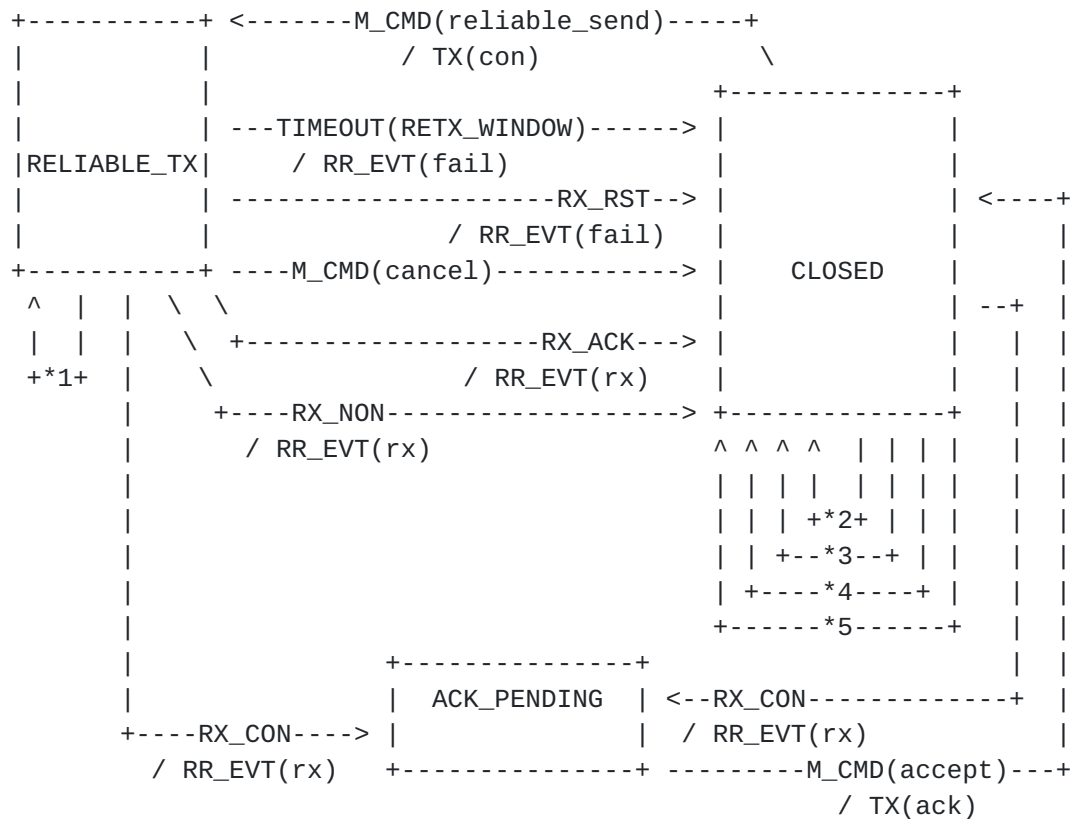 +-----------+ <-------M_CMD(reliable_send)-----+
|           |            / TX(con)              \
|           |                                +--------------+
|           | ---TIMEOUT(RETX_WINDOW)------> |              |
|RELIABLE_TX|     / RR_EVT(fail)             |              |
|           | ---------------------RX_RST--> |              | <----+
|           |               / RR_EVT(fail)   |              |      |
+-----------+ ----M_CMD(cancel)------------> |    CLOSED    |      |
 ^  |  |  \  \                               |              | --+  |
 |  |  |   \  +-------------------RX_ACK---> |              |   |  |
 +*1+  |    \                / RR_EVT(rx)    |              |   |  |
       |     +----RX_NON-------------------> +--------------+   |  |
       |       / RR_EVT(rx)                  ^ ^ ^ ^  | | | |   |  |
       |                                     | | | |  | | | |   |  |
       |                                     | | | +*2+ | | |   |  |
       |                                     | | +--*3--+ | |   |  |
       |                                     | +----*4----+ |   |  |
       |                                     +------*5------+   |  |
       |                +---------------+                       |  |
       |                |  ACK_PENDING  | <--RX_CON-------------+  |
       +----RX_CON----> |               |  / RR_EVT(rx)            |
         / RR_EVT(rx)   +---------------+ ---------M_CMD(accept)---+
                                                     / TX(ack)